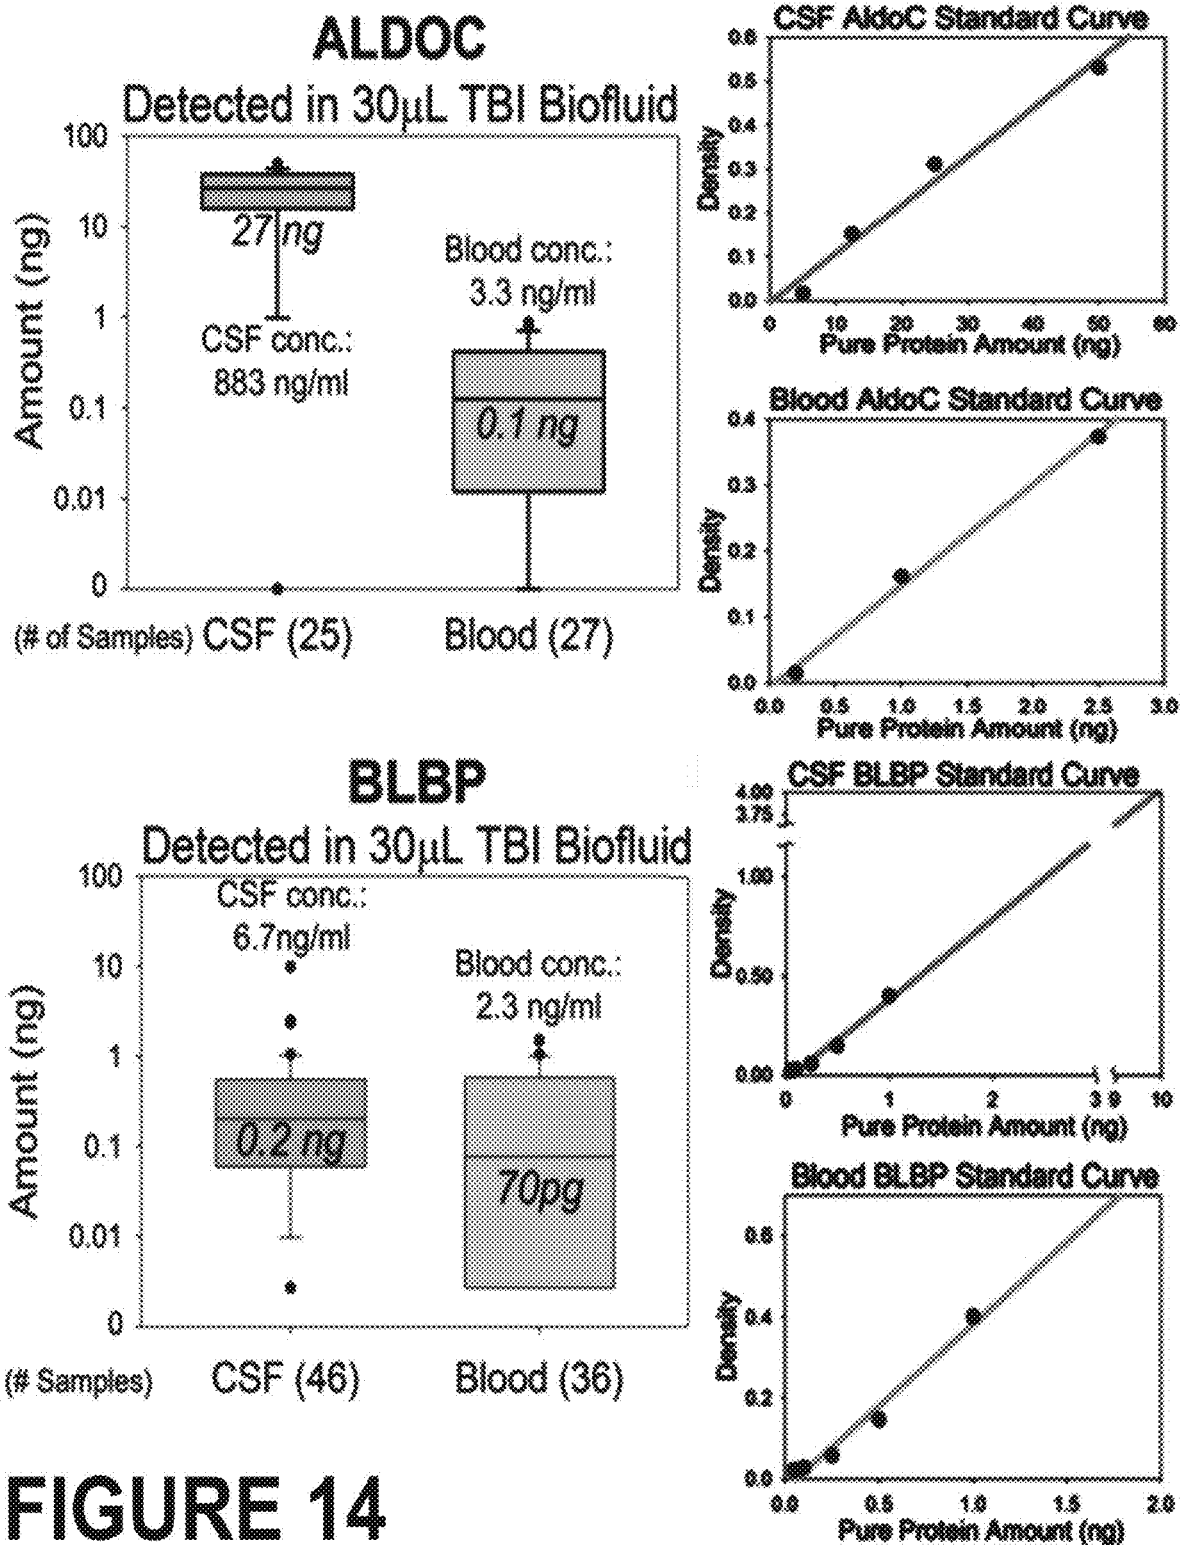 ALDOC
Detected in 30μL TBI Biofluid
Amount (ng)
100
10
1
0.1
0.01
0
27 ng
CSF conc.:
883 ng/ml
Blood conc.:
3.3 ng/ml
0.1 ng
(# of Samples) CSF (25) Blood (27)
CSF AldoC Standard Curve
Density
0.6
0.5
0.4
0.3
0.2
0.1
0.0
0 10 20 30 40 50 60
Pure Protein Amount (ng)
Blood AldoC Standard Curve
Density
0.4
0.3
0.2
0.1
0.0
0.0 0.5 1.0 1.5 2.0 2.5 3.0
Pure Protein Amount (ng)
BLBP
Detected in 30μL TBI Biofluid
Amount (ng)
100
10
1
0.1
0.01
0
CSF conc.:
6.7ng/ml
0.2 ng
Blood conc.:
2.3 ng/ml
70pg
(# Samples) CSF (46) Blood (36)
CSF BLBP Standard Curve
Density
4.00
3.75
1.00
0.50
0.00
0 1 2 3 9 10
Pure Protein Amount (ng)
Blood BLBP Standard Curve
Density
0.6
0.4
0.2
0.0
0.0 0.5 1.0 1.5 2.0
Pure Protein Amount (ng)
FIGURE 14